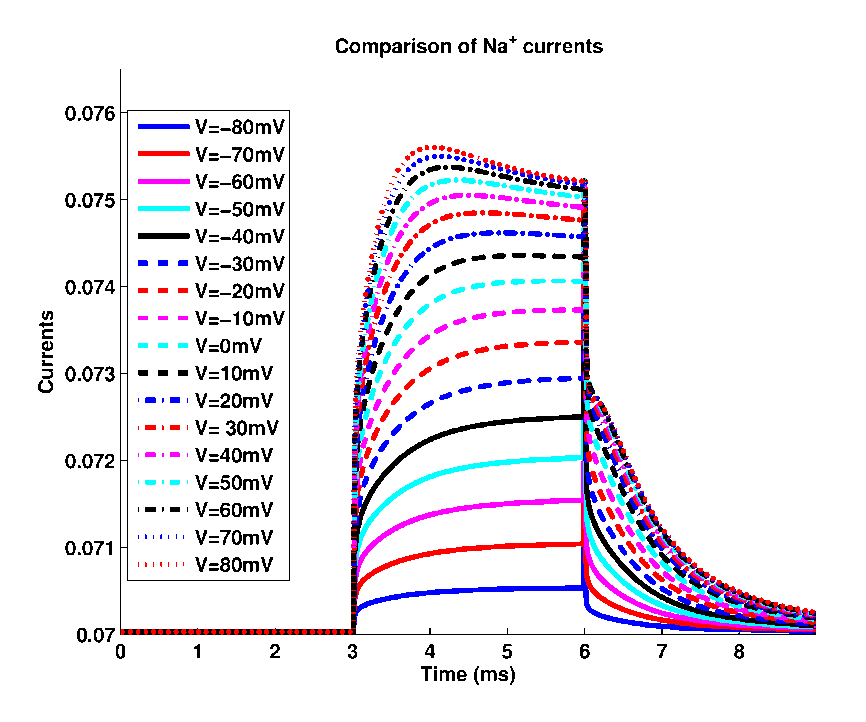 Comparison of Na+ currents
Currents
0.076
0.075
0.074
0.073
0.072
0.071
0.07
V=−80mV
V=−70mV
V=−60mV
V=−50mV
V=−40mV
V=−30mV
V=−20mV
V=−10mV
V=0mV
V=10mV
V=20mV
V= 30mV
V=40mV
V=50mV
V=60mV
V=70mV
V=80mV
0 1 2 3 4 5 6 7 8
Time (ms)